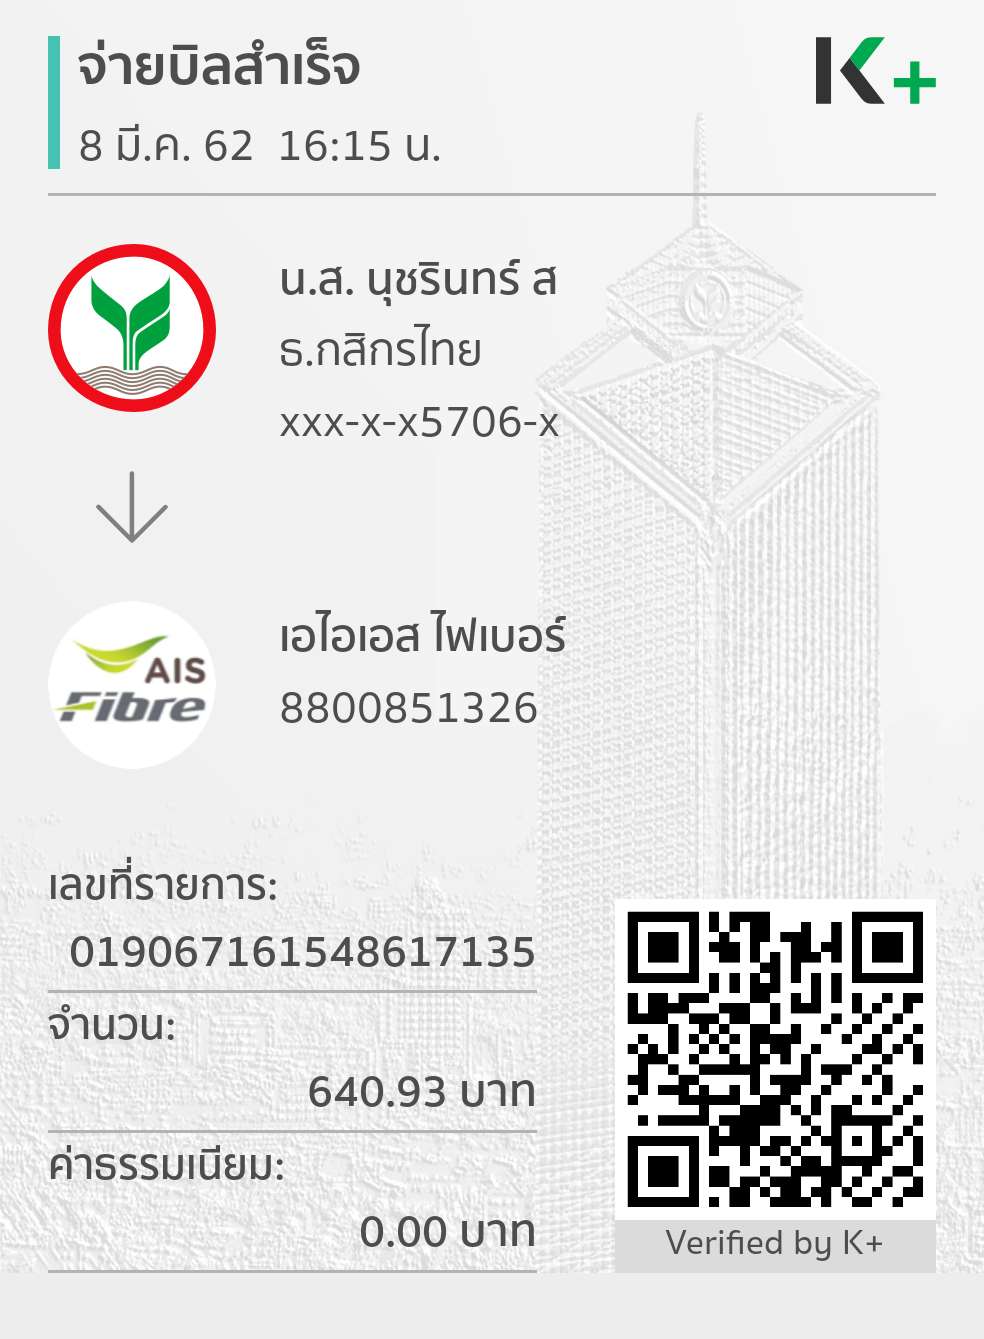 จ่ายบิลสำเร็จ
8 มี.ค. 62 16:15 น.
K+
น.ส. นุชรินทร์ ส
ธ.กสิกรไทย
xxx-x-x5706-x
AIS
Fibre
เอไอเอส ไฟเบอร์
8800851326
เลขที่รายการ:
019067161548617135
จำนวน:
640.93 บาท
ค่าธรรมเนียม:
0.00 บาท
Verified by K+